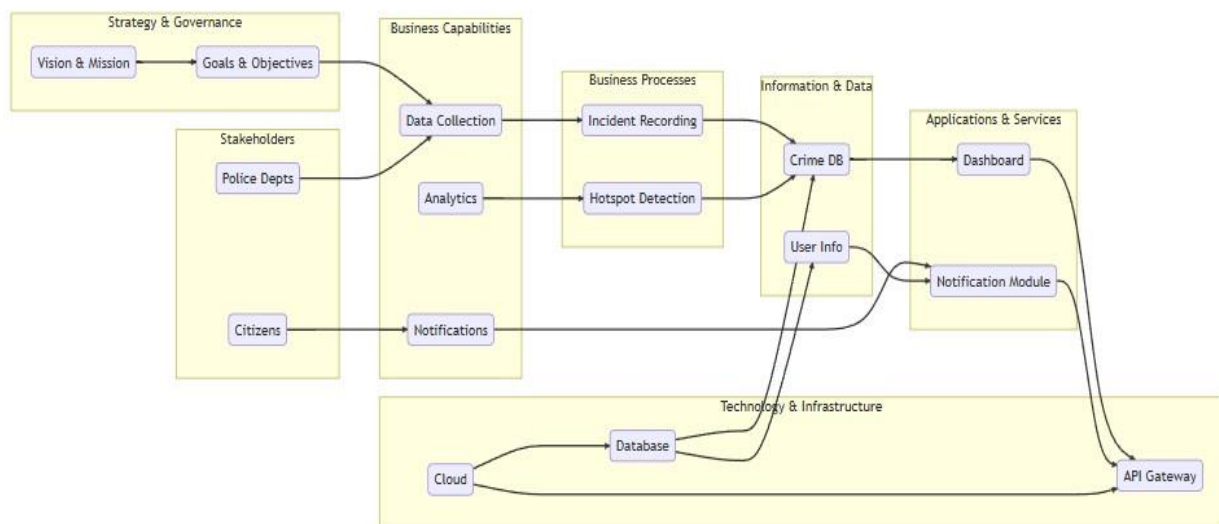 Strategy & Governance
Vision & Mission
Goals & Objectives
Stakeholders
Police Depts
Citizens
Business Capabilities
Data Collection
Analytics
Notifications
Business Processes
Incident Recording
Hotspot Detection
Information & Data
Crime DB
User Info
Applications & Services
Dashboard
Notification Module
Technology & Infrastructure
Database
Cloud
API Gateway